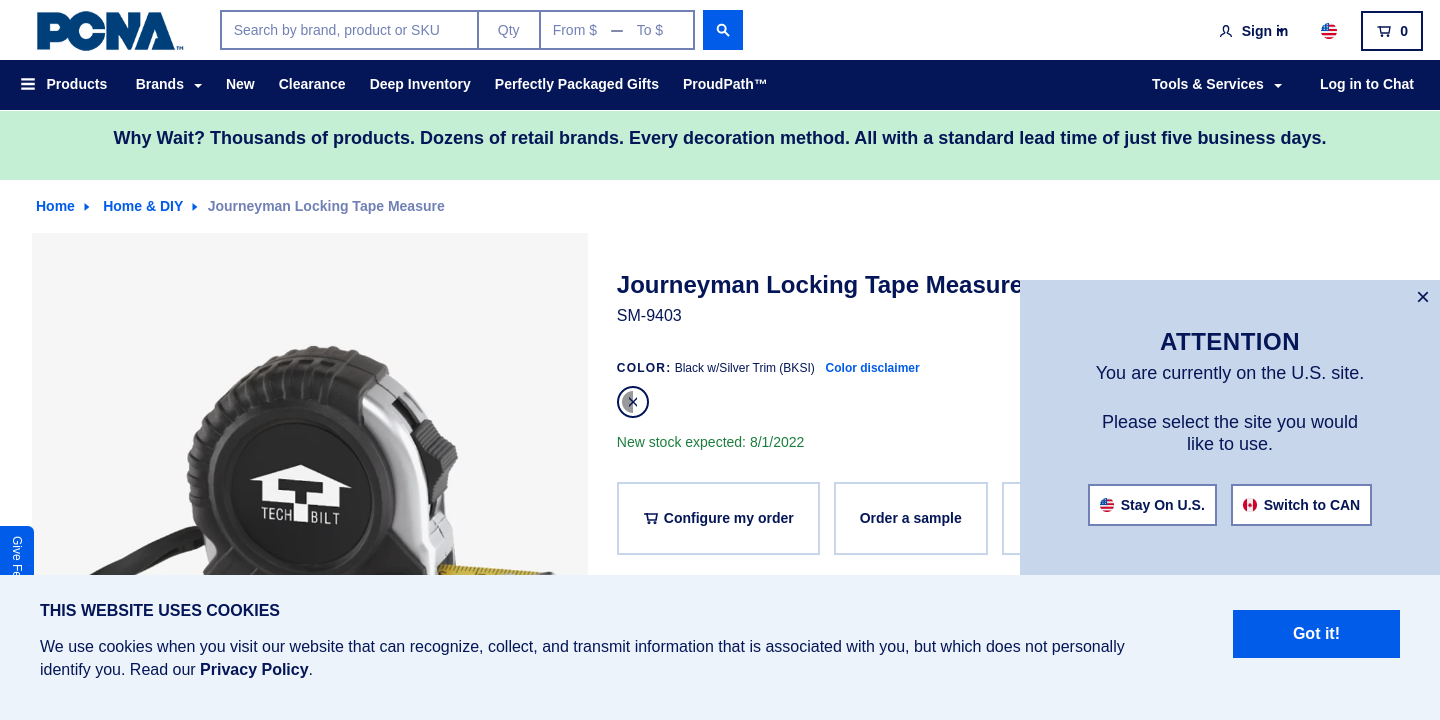 PCNA™
Search by brand, product or SKU
Qty
From $ — To $
Sign in
0
Products
Brands
New
Clearance
Deep Inventory
Perfectly Packaged Gifts
ProudPath™
Tools & Services
Log in to Chat
Why Wait? Thousands of products. Dozens of retail brands. Every decoration method. All with a standard lead time of just five business days.
Home
Home & DIY
Journeyman Locking Tape Measure
Journeyman Locking Tape Measure
SM-9403
COLOR: Black w/Silver Trim (BKSI) Color disclaimer
New stock expected: 8/1/2022
Configure my order
Order a sample
TECH BILT
×
ATTENTION
You are currently on the U.S. site.
Please select the site you would
like to use.
Stay On U.S.
Switch to CAN
Give Fe
THIS WEBSITE USES COOKIES
We use cookies when you visit our website that can recognize, collect, and transmit information that is associated with you, but which does not personally
identify you. Read our Privacy Policy.
Got it!